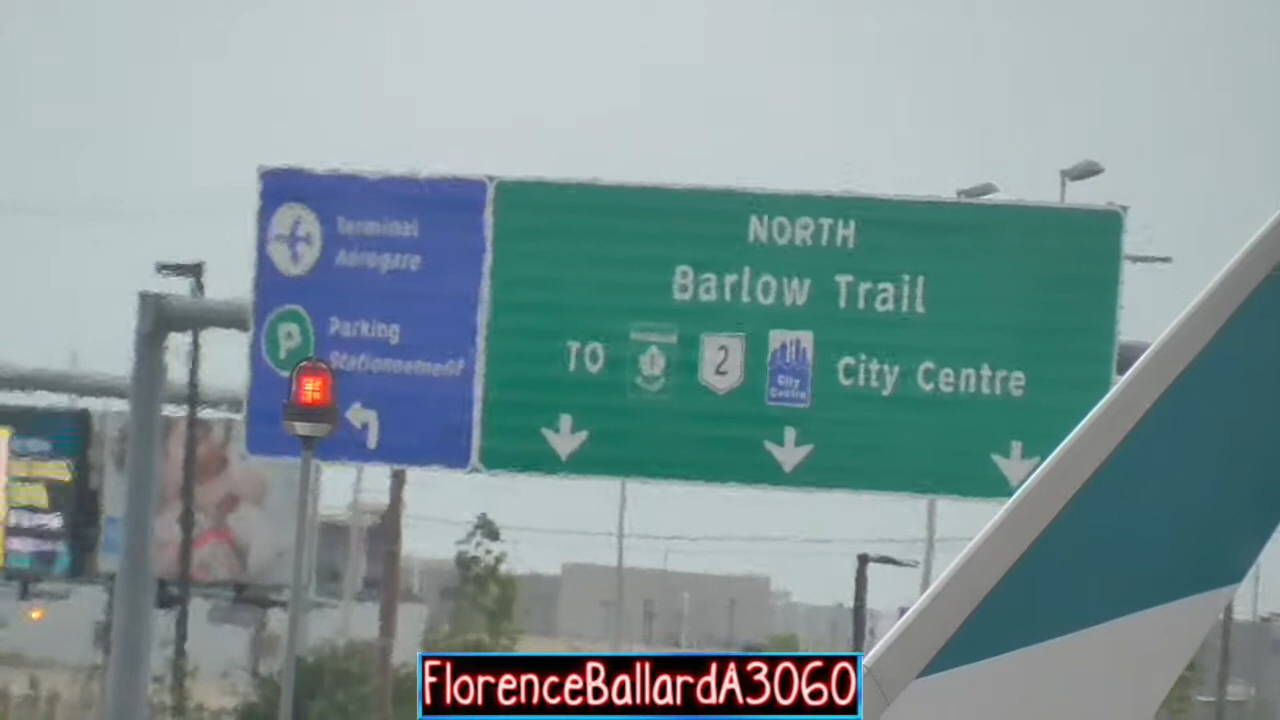 Terminal
Aérogare
Parking
Stationnement
P
NORTH
Barlow Trail
TO
2
City
Centre
City Centre
FlorenceBallardA3060